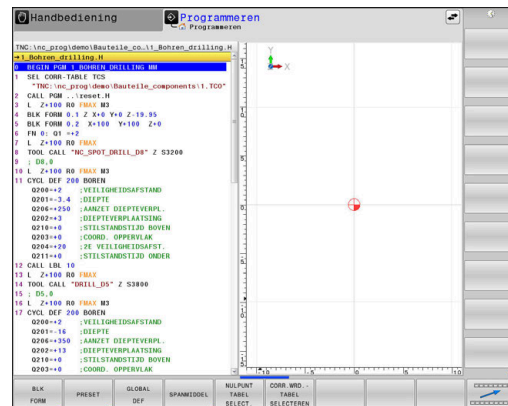 Handbediening
Programmeren
Programmeren
TNC:\nc_prog\demo\Bauteile_co…\1_Bohren_drilling.H
→1_Bohren_drilling.H
0 BEGIN PGM 1_BOHREN_DRILLING MM
1 SEL CORR-TABLE TCS
"TNC:\nc_prog\demo\Bauteile_components\1.TCO"
2 CALL PGM ..\reset.H
3 L Z+100 R0 FMAX M3
4 BLK FORM 0.1 Z X+0 Y+0 Z-19.95
5 BLK FORM 0.2 X+100 Y+100 Z+0
6 FN 0: Q1 =+2
7 L Z+100 R0 FMAX
8 TOOL CALL "NC_SPOT_DRILL_D8" Z S3200
9 ; D8,0
10 L Z+100 R0 FMAX M3
11 CYCL DEF 200 BOREN
Q200=+2 ;VEILIGHEIDSAFSTAND
Q201=-3.4 ;DIEPTE
Q206=+250 ;AANZET DIEPTEVERPL.
Q202=+3 ;DIEPTEVERPLAATSING
Q210=+0 ;STILSTANDSTIJD BOVEN
Q203=+0 ;COORD. OPPERVLAK
Q204=+20 ;2E VEILIGHEIDSAFST.
Q211=+0 ;STILSTANDSTIJD ONDER
12 CALL LBL 10
13 L Z+100 R0 FMAX
14 TOOL CALL "DRILL_D5" Z S3800
15 ; D5,0
16 L Z+100 R0 FMAX M3
17 CYCL DEF 200 BOREN
Q200=+2 ;VEILIGHEIDSAFSTAND
Q201=-16 ;DIEPTE
Q206=+350 ;AANZET DIEPTEVERPL.
Q202=+13 ;DIEPTEVERPLAATSING
Q210=+0 ;STILSTANDSTIJD BOVEN
Q203=+0 ;COORD. OPPERVLAK
Y
X
BLK FORM
PRESET
GLOBAL DEF
SPANMIDDEL
NULPUNT TABEL SELECT.
CORR.WRD.- TABEL SELECTEREN